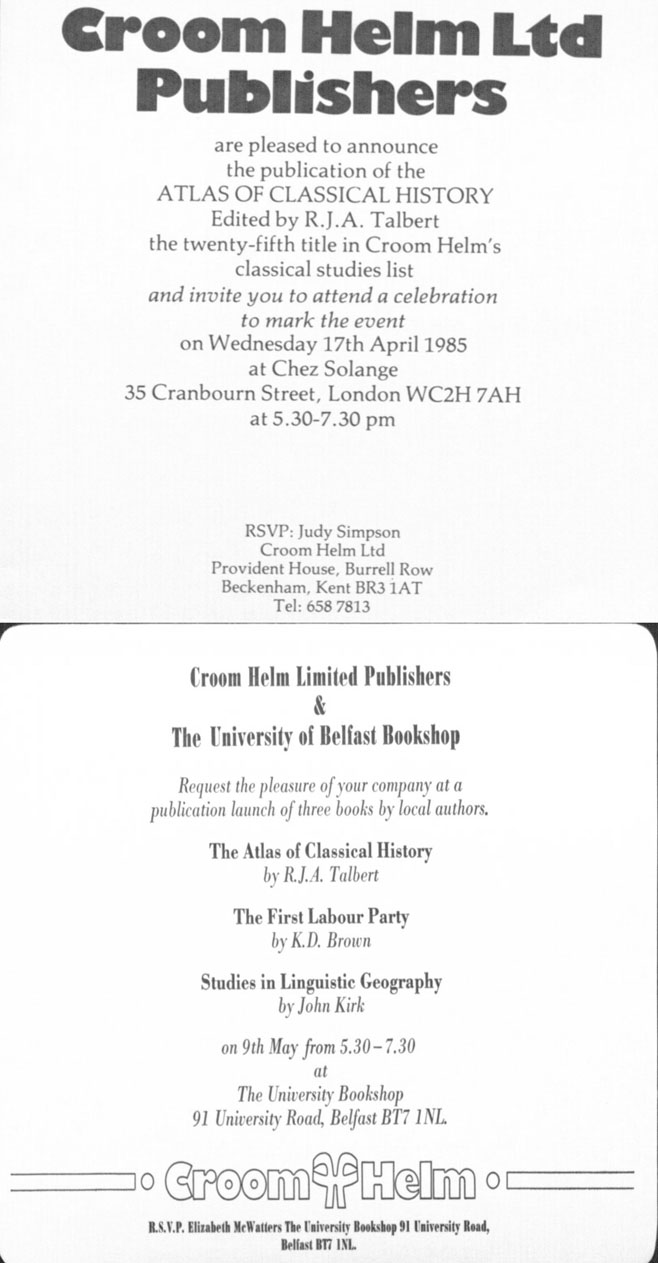 Croom Helm Ltd
Publishers
are pleased to announce
the publication of the
ATLAS OF CLASSICAL HISTORY
Edited by R.J.A. Talbert
the twenty-fifth title in Croom Helm's
classical studies list
and invite you to attend a celebration
to mark the event
on Wednesday 17th April 1985
at Chez Solange
35 Cranbourn Street, London WC2H 7AH
at 5.30-7.30 pm
RSVP: Judy Simpson
Croom Helm Ltd
Provident House, Burrell Row
Beckenham, Kent BR3 1AT
Tel: 658 7813
Croom Helm Limited Publishers
&
The University of Belfast Bookshop
Request the pleasure of your company at a
publication launch of three books by local authors.
The Atlas of Classical History
by R.J.A. Talbert
The First Labour Party
by K.D. Brown
Studies in Linguistic Geography
by John Kirk
on 9th May from 5.30–7.30
at
The University Bookshop
91 University Road, Belfast BT7 1NL.
Croom Helm
R.S.V.P. Elizabeth McWatters The University Bookshop 91 University Road,
Belfast BT7 1NL.